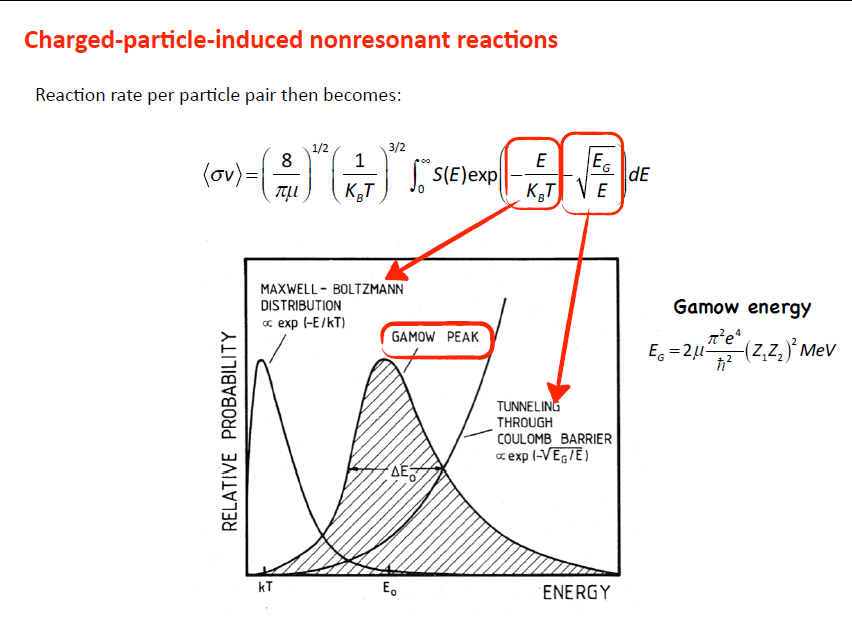 Charged-particle-induced nonresonant reactions
Reaction rate per particle pair then becomes:
⟨σv⟩ = (8/πμ)^1/2 (1/K_BT)^3/2 ∫_0^∞ S(E)exp(−E/K_BT − √(E_G/E)) dE
MAXWELL - BOLTZMANN
DISTRIBUTION
∝ exp (-E/kT)
GAMOW PEAK
Gamow energy
E_G = 2μ π²e⁴/ħ² (Z₁Z₂)² MeV
TUNNELING
THROUGH
COULOMB BARRIER
∝ exp (-√E_G/E)
ΔE₀
RELATIVE PROBABILITY
kT
E₀
ENERGY